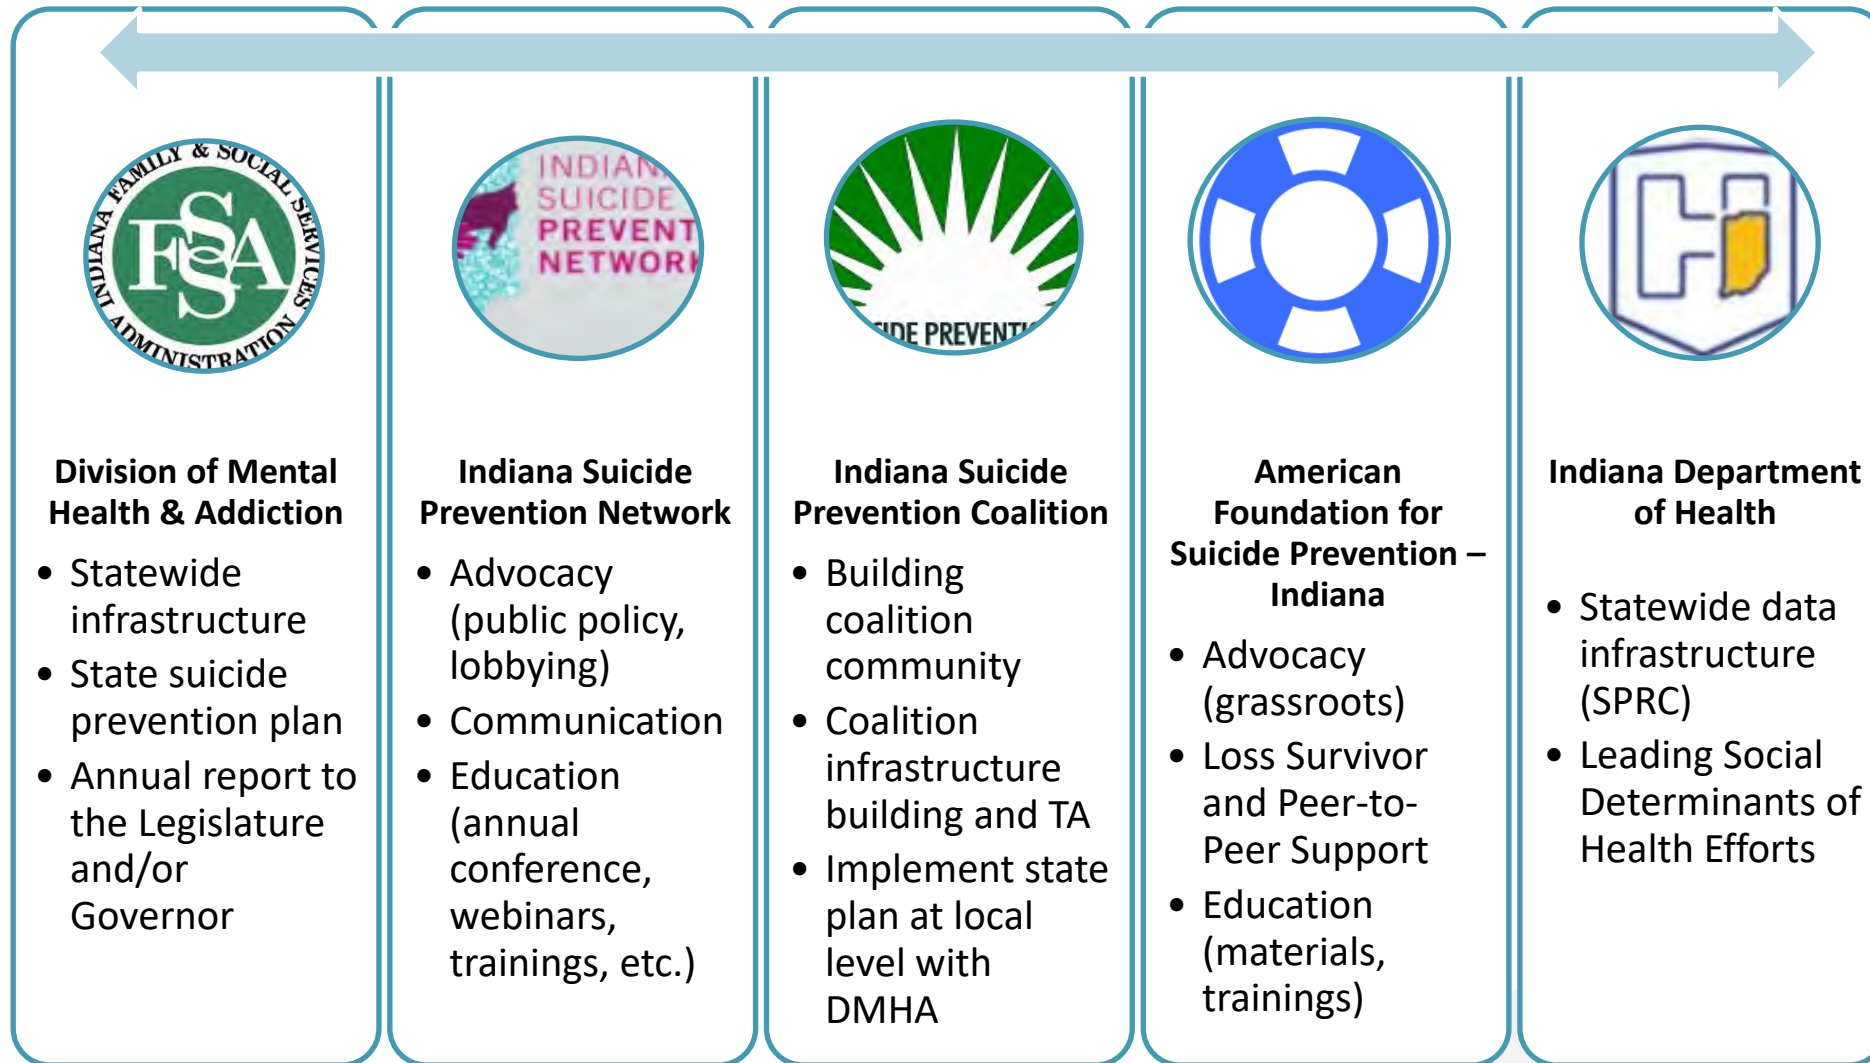 INDIANA FAMILY & SOCIAL SERVICES ADMINISTRATION
FSSA
INDIAN
SUICIDE
PREVENT
NETWORK
CIDE PREVENTI
H
Division of Mental
Health & Addiction
• Statewide
infrastructure
• State suicide
prevention plan
• Annual report to
the Legislature
and/or
Governor
Indiana Suicide
Prevention Network
• Advocacy
(public policy,
lobbying)
• Communication
• Education
(annual
conference,
webinars,
trainings, etc.)
Indiana Suicide
Prevention Coalition
• Building
coalition
community
• Coalition
infrastructure
building and TA
• Implement state
plan at local
level with
DMHA
American
Foundation for
Suicide Prevention –
Indiana
• Advocacy
(grassroots)
• Loss Survivor
and Peer-to-
Peer Support
• Education
(materials,
trainings)
Indiana Department
of Health
• Statewide data
infrastructure
(SPRC)
• Leading Social
Determinants of
Health Efforts